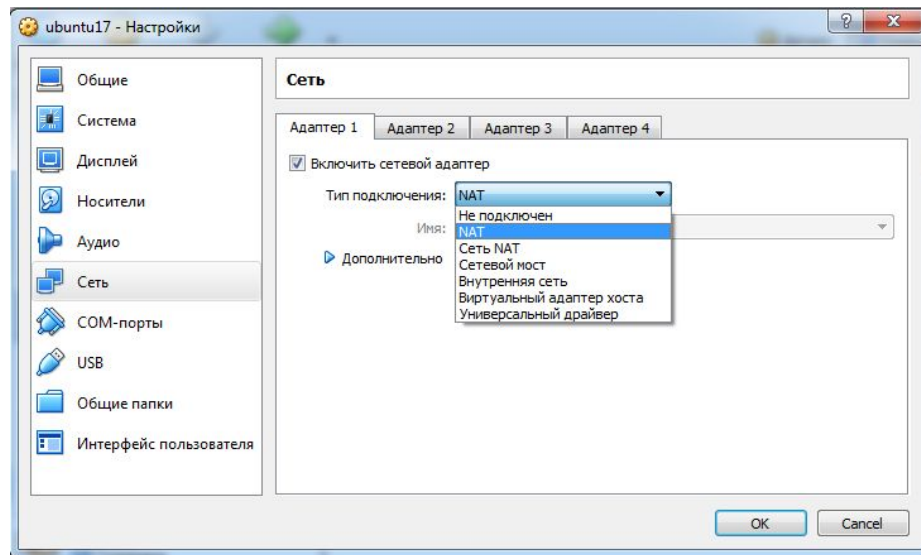 ubuntu17 - Настройки
Общие
Система
Дисплей
Носители
Аудио
Сеть
COM-порты
USB
Общие папки
Интерфейс пользователя
Сеть
Адаптер 1
Адаптер 2
Адаптер 3
Адаптер 4
Включить сетевой адаптер
Тип подключения: NAT
Не подключен
Имя:
NAT
Сеть NAT
Дополнительно
Сетевой мост
Внутренняя сеть
Виртуальный адаптер хоста
Универсальный драйвер
OK
Cancel